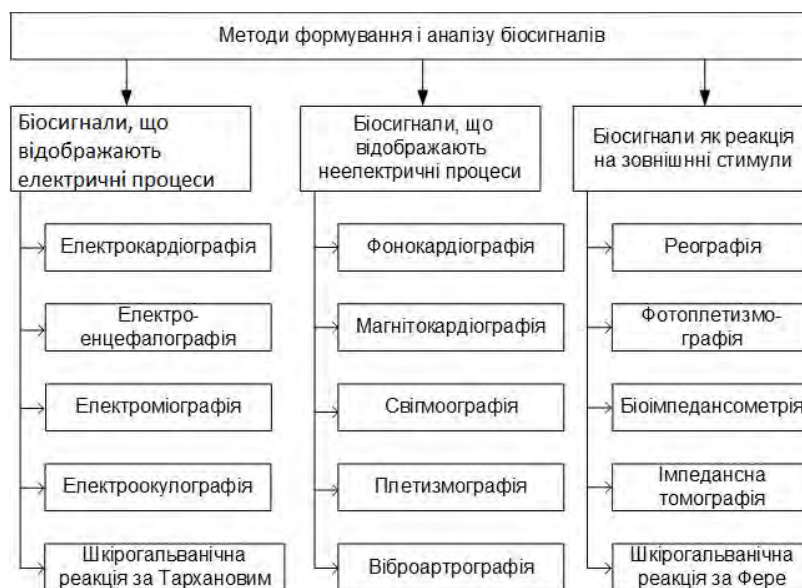 Методи формування і аналізу біосигналів
Біосигнали, що
відображають
електричні процеси
Електрокардіографія
Електро-
енцефалографія
Електроміографія
Електроокулографія
Шкірогальванічна
реакція за Тархановим
Біосигнали, що
відображають
неелектричні процеси
Фонокардіографія
Магнітокардіографія
Свігмоографія
Плетизмографія
Віброартрографія
Біосигнали як реакція
на зовнішнні стимули
Реографія
Фотоплетизмо-
графія
Біоімпедансометрія
Імпедансна
томографія
Шкірогальванічна
реакція за Фере